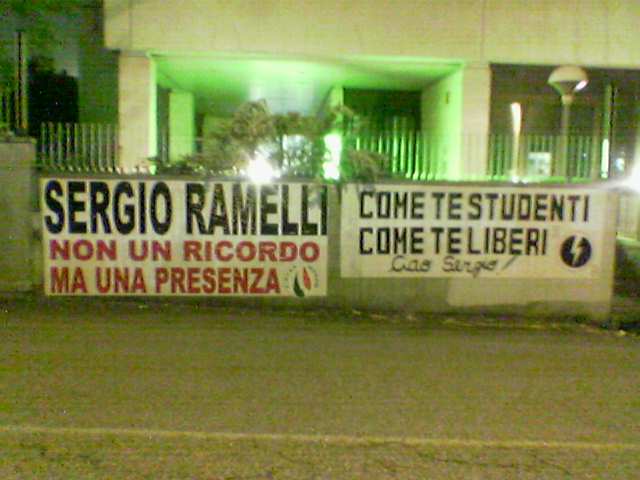 SERGIO RAMELLI
NON UN RICORDO
MA UNA PRESENZA
COME TE STUDENTI
COME TE LIBERI
Ciao Sergio!